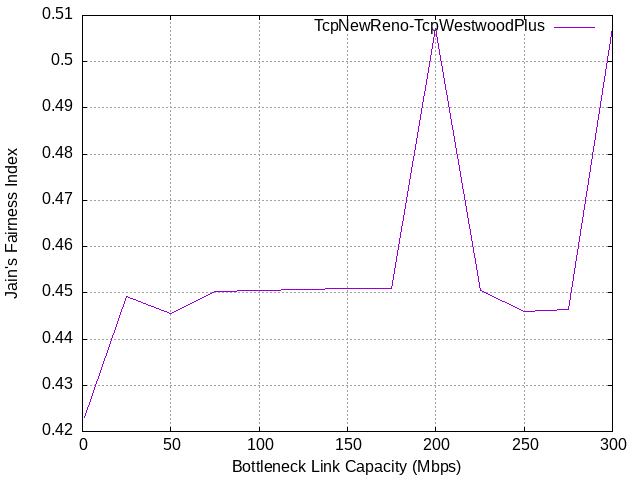 TcpNewReno-TcpWestwoodPlus
0.51
0.5
0.49
0.48
0.47
0.46
0.45
0.44
0.43
0.42
0 50 100 150 200 250 300
Jain's Fairness Index
Bottleneck Link Capacity (Mbps)